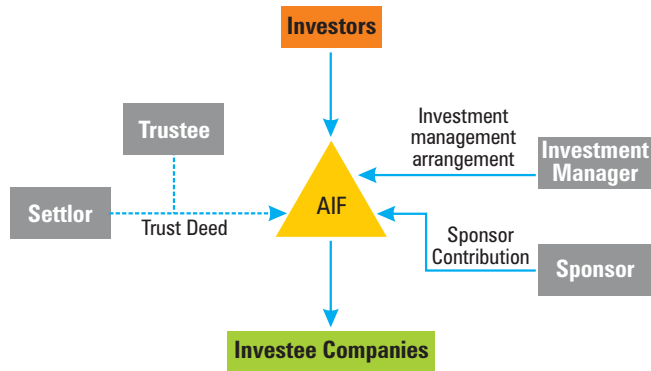 Investors
Trustee
Investment
management
arrangement
Investment
Manager
Settlor
AIF
Trust Deed
Sponsor
Contribution
Sponsor
Investee Companies